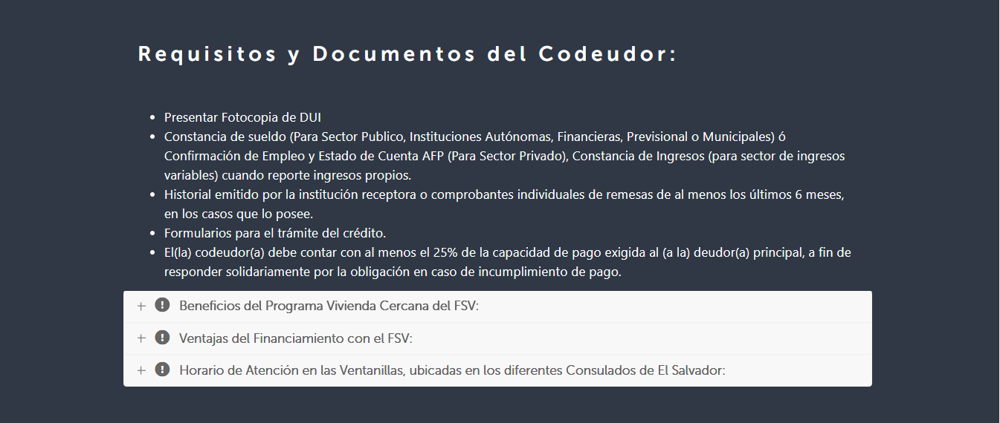 Requisitos y Documentos del Codeudor:
• Presentar Fotocopia de DUI
• Constancia de sueldo (Para Sector Publico, Instituciones Autónomas, Financieras, Previsional o Municipales) ó
Confirmación de Empleo y Estado de Cuenta AFP (Para Sector Privado), Constancia de Ingresos (para sector de ingresos
variables) cuando reporte ingresos propios.
• Historial emitido por la institución receptora o comprobantes individuales de remesas de al menos los últimos 6 meses,
en los casos que lo posee.
• Formularios para el trámite del crédito.
• El(la) codeudor(a) debe contar con al menos el 25% de la capacidad de pago exigida al (a la) deudor(a) principal, a fin de
responder solidariamente por la obligación en caso de incumplimiento de pago.
+ ! Beneficios del Programa Vivienda Cercana del FSV:
+ ! Ventajas del Financiamiento con el FSV:
+ ! Horario de Atención en las Ventanillas, ubicadas en los diferentes Consulados de El Salvador: